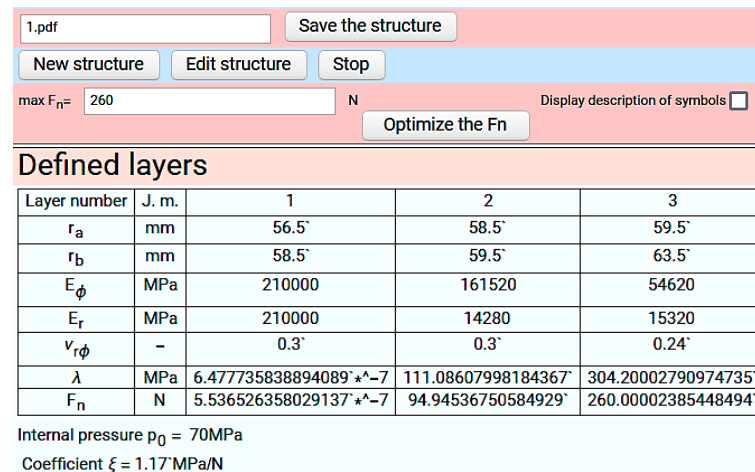 1.pdf Save the structure
New structure Edit structure Stop
max Fn= 260 N Display description of symbols
Optimize the Fn
Defined layers
Layer number J. m. 1 2 3
ra mm 56.5` 58.5` 59.5`
rb mm 58.5` 59.5` 63.5`
Eϕ MPa 210000 161520 54620
Er MPa 210000 14280 15320
νrϕ – 0.3` 0.3` 0.24`
λ MPa 6.477735838894089`*^-7 111.08607998184367` 304.20002790974735`
Fn N 5.536526358029137`*^-7 94.94536750584929` 260.00002385448494`
Internal pressure p0 = 70MPa
Coefficient ξ = 1.17`MPa/N